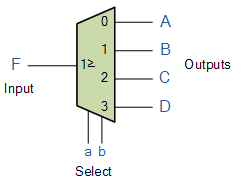 0 A
1 B
F 1≥ Outputs
Input 2 C
3 D
a b
Select